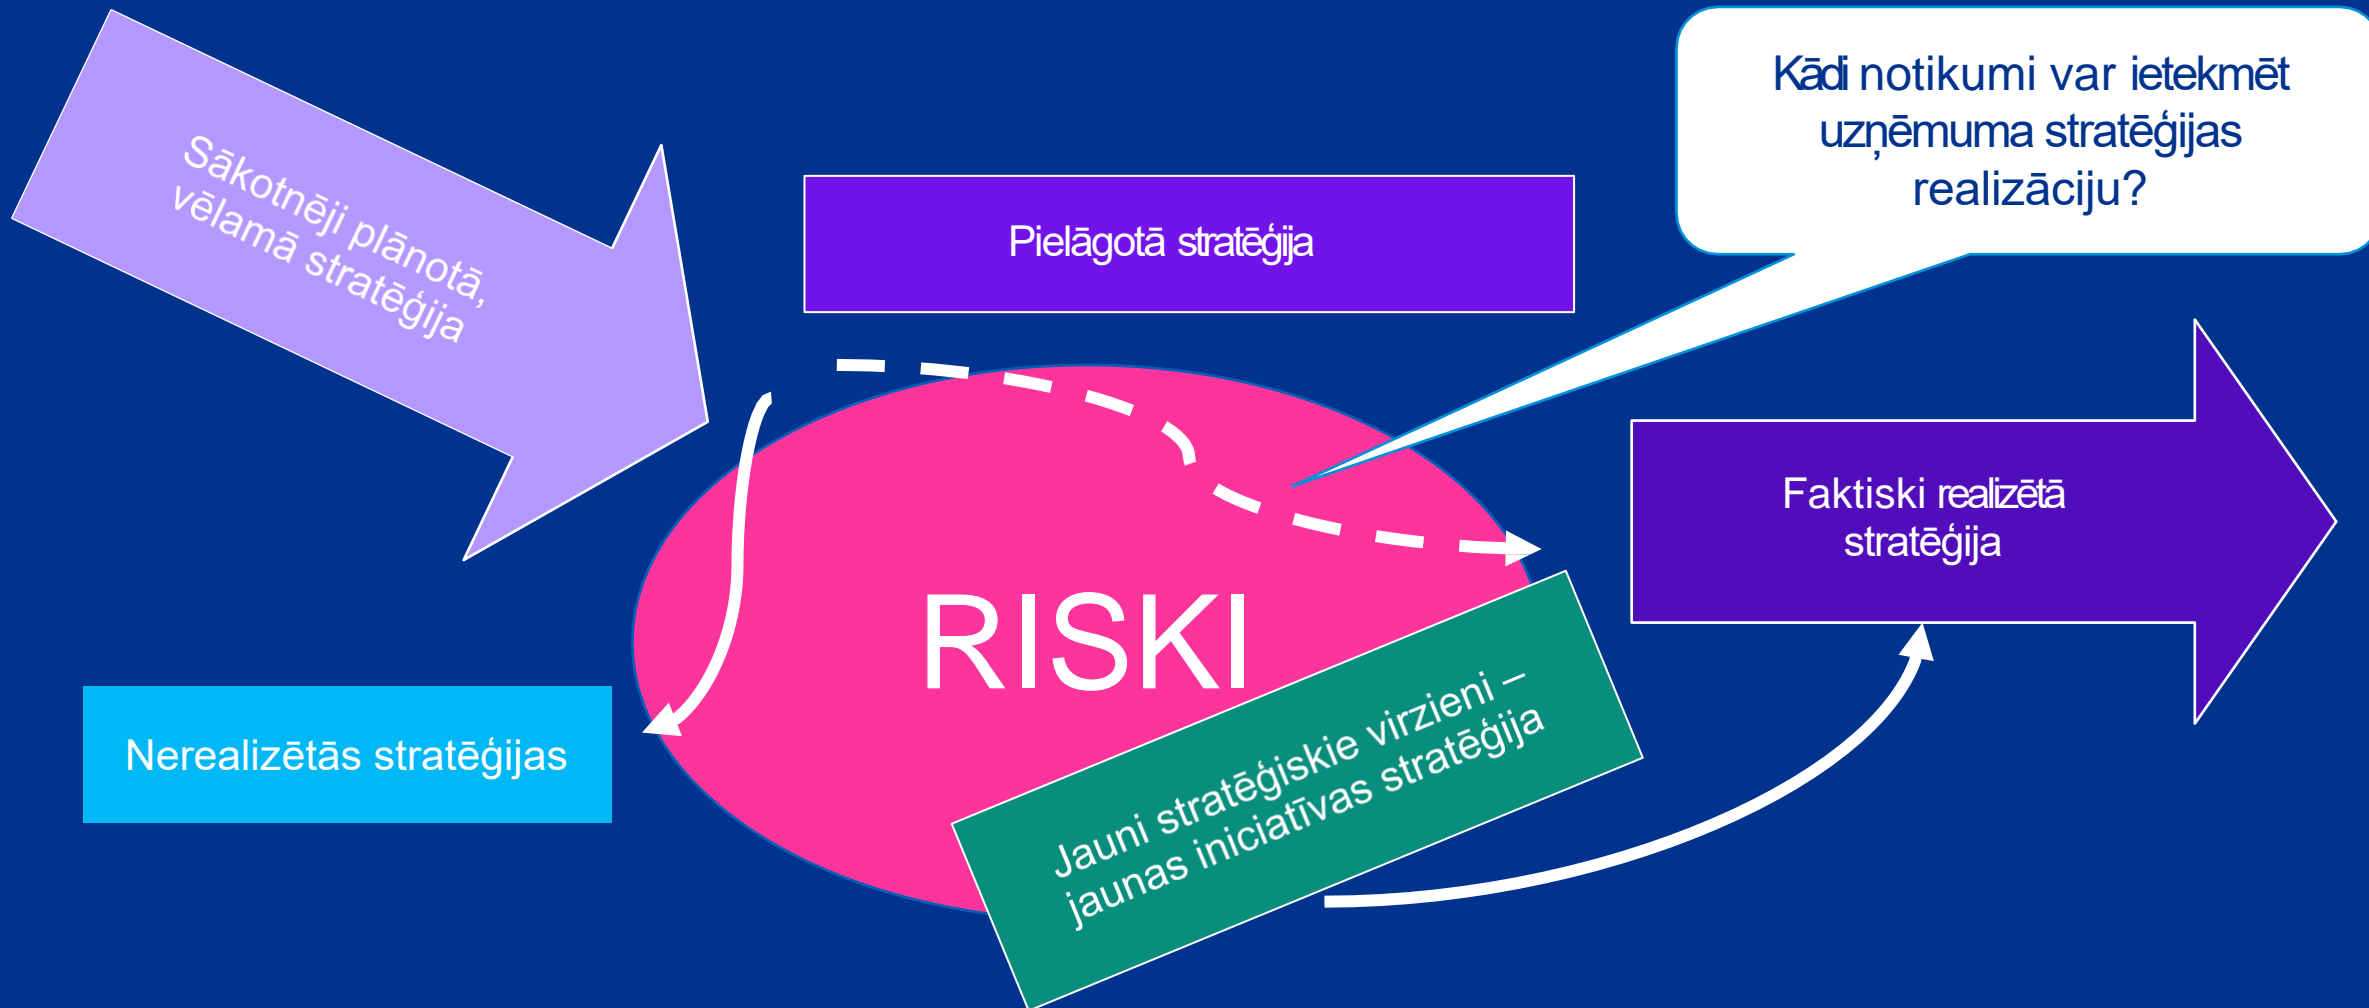 Sākotnēji plānotā,
vēlamā stratēģija
Pielāgotā stratēģija
Kādi notikumi var ietekmēt
uzņēmuma stratēģijas
realizāciju?
Faktiski realizētā
stratēģija
RISKI
Nerealizētās stratēģijas
Jauni stratēģiskie virzieni –
jaunas iniciatīvas stratēģija